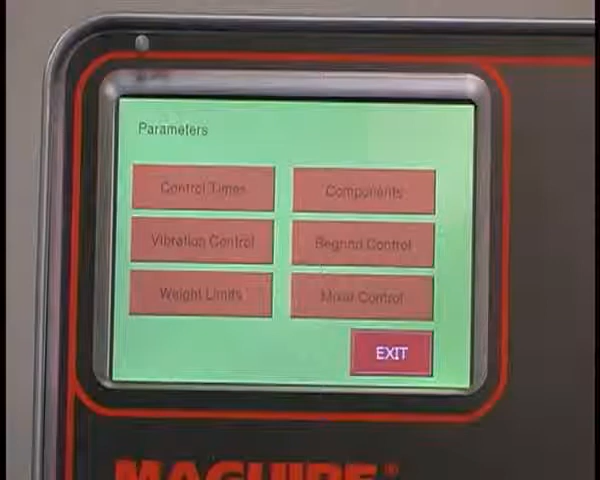 Parameters
Control Times
Components
Vibration Control
Regrind Control
Weight Limits
Mixer Control
EXIT
MAGUIRE®